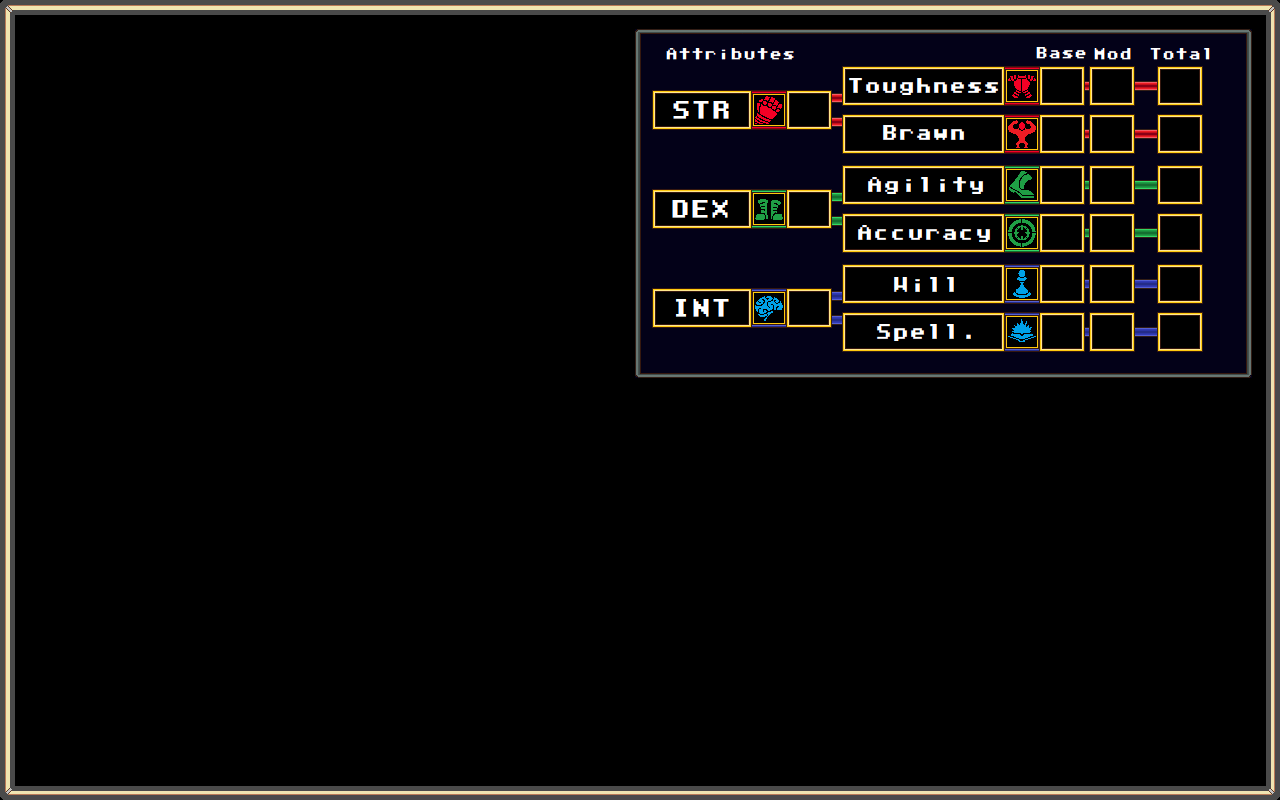 Attributes
Base Mod Total
Toughness
STR
Brawn
Agility
DEX
Accuracy
Will
INT
Spell.